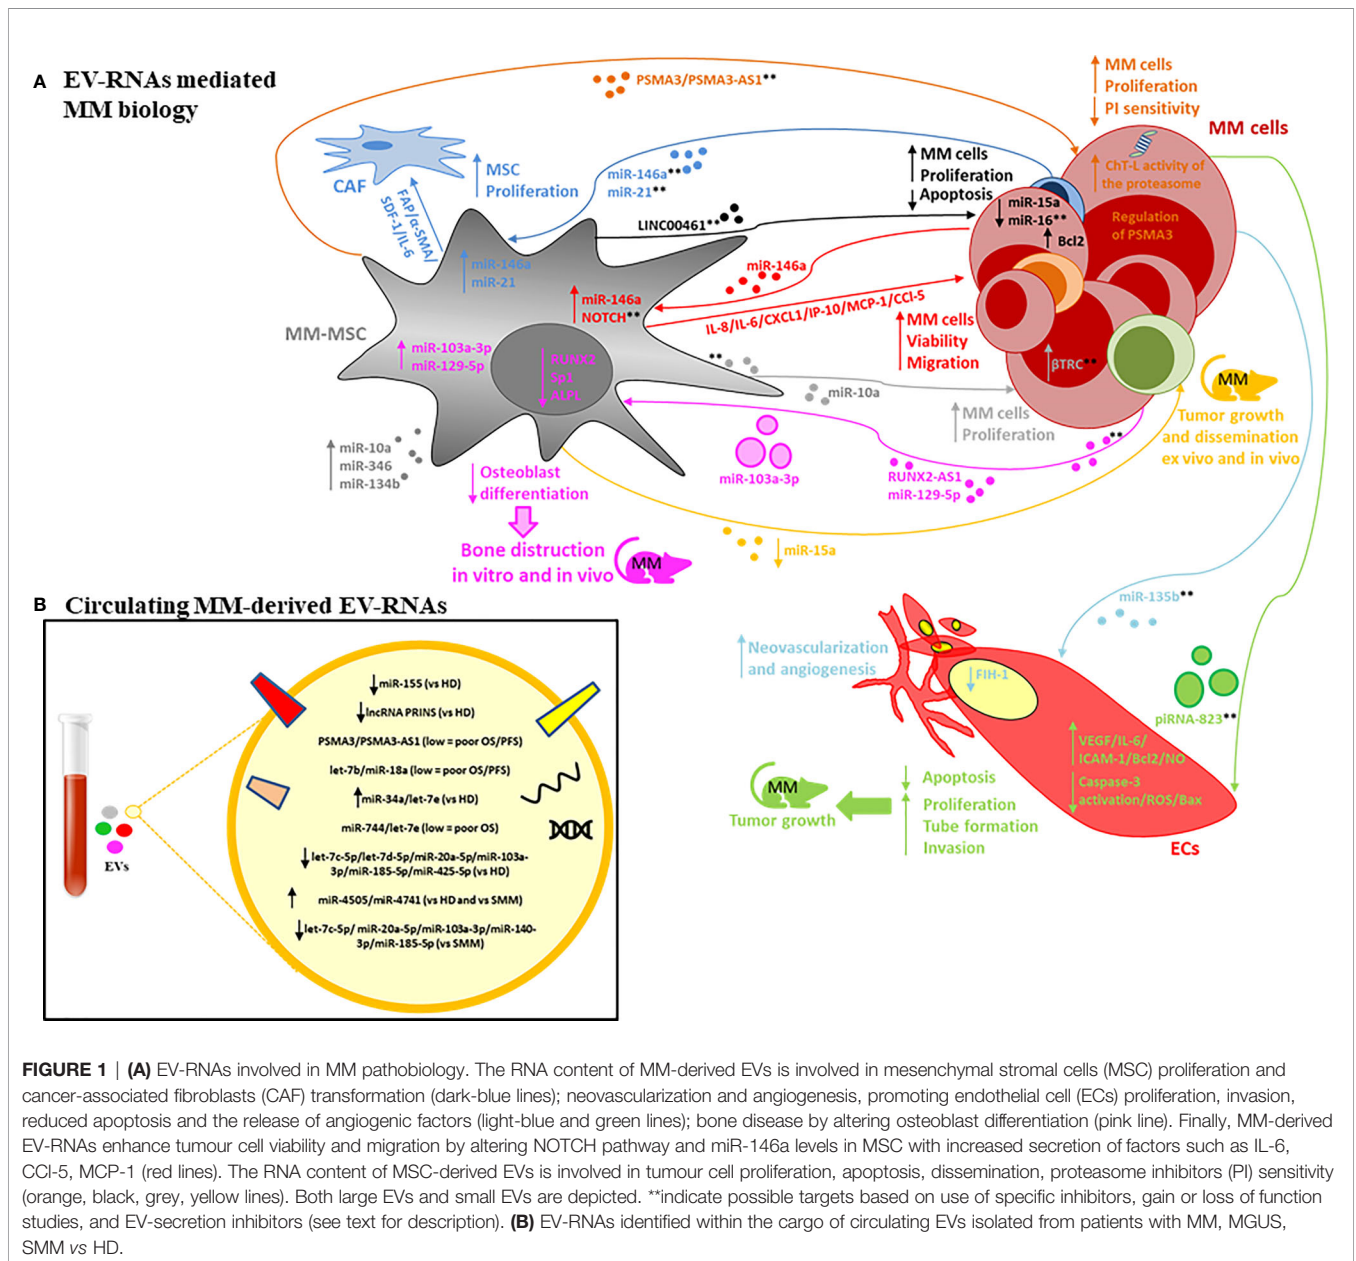 A EV-RNAs mediated
MM biology
PSMA3/PSMA3-AS1**
MM cells
Proliferation
PI sensitivity
MM cells
CAF
FAP/α-SMA/
SDF-1/IL-6
MSC
Proliferation
miR-146a**
miR-21**
MM cells
Proliferation
Apoptosis
ChT-L activity of
the proteasome
LINC00461**
miR-15a
miR-16**
Bcl2
Regulation
of PSMA3
miR-146a
miR-21
miR-146a
miR-146a
NOTCH**
IL-8/IL-6/CXCL1/IP-10/MCP-1/CCl-5
MM-MSC
MM cells
Viability
Migration
miR-103a-3p
miR-129-5p
RUNX2
Sp1
ALPL
**
miR-10a
βTRC**
MM
MM cells
Proliferation
Tumor growth
and dissemination
ex vivo and in vivo
miR-10a
miR-346
miR-134b
Osteoblast
differentiation
miR-103a-3p
**
RUNX2-AS1
miR-129-5p
Bone distruction
in vitro and in vivo
MM
miR-15a
B Circulating MM-derived EV-RNAs
EVs
miR-155 (vs HD)
lncRNA PRINS (vs HD)
PSMA3/PSMA3-AS1 (low = poor OS/PFS)
let-7b/miR-18a (low = poor OS/PFS)
miR-34a/let-7e (vs HD)
miR-744/let-7e (low = poor OS)
let-7c-5p/let-7d-5p/miR-20a-5p/miR-103a-
3p/miR-185-5p/miR-425-5p (vs HD)
miR-4505/miR-4741 (vs HD and vs SMM)
let-7c-5p/ miR-20a-5p/miR-103a-3p/miR-140-
3p/miR-185-5p (vs SMM)
miR-135b**
Neovascularization
and angiogenesis
FIH-1
piRNA-823**
VEGF/IL-6/
ICAM-1/Bcl2/NO
Caspase-3
activation/ROS/Bax
Apoptosis
Proliferation
Tube formation
Invasion
MM
Tumor growth
ECs
FIGURE 1 | (A) EV-RNAs involved in MM pathobiology. The RNA content of MM-derived EVs is involved in mesenchymal stromal cells (MSC) proliferation and
cancer-associated fibroblasts (CAF) transformation (dark-blue lines); neovascularization and angiogenesis, promoting endothelial cell (ECs) proliferation, invasion,
reduced apoptosis and the release of angiogenic factors (light-blue and green lines); bone disease by altering osteoblast differentiation (pink line). Finally, MM-derived
EV-RNAs enhance tumour cell viability and migration by altering NOTCH pathway and miR-146a levels in MSC with increased secretion of factors such as IL-6,
CCl-5, MCP-1 (red lines). The RNA content of MSC-derived EVs is involved in tumour cell proliferation, apoptosis, dissemination, proteasome inhibitors (PI) sensitivity
(orange, black, grey, yellow lines). Both large EVs and small EVs are depicted. **indicate possible targets based on use of specific inhibitors, gain or loss of function
studies, and EV-secretion inhibitors (see text for description). (B) EV-RNAs identified within the cargo of circulating EVs isolated from patients with MM, MGUS,
SMM vs HD.